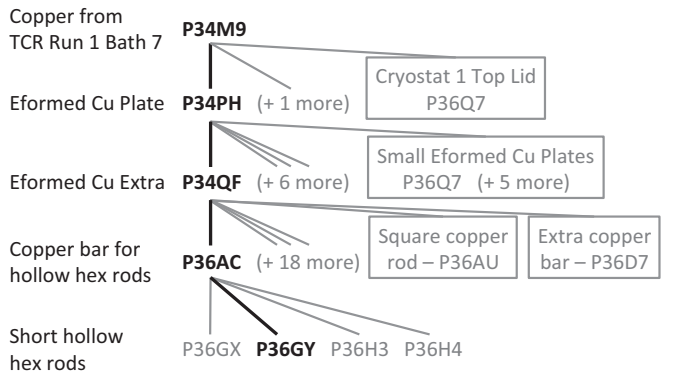 Copper from
TCR Run 1 Bath 7
P34M9
Cryostat 1 Top Lid
P36Q7
Eformed Cu Plate P34PH (+ 1 more)
Small Eformed Cu Plates
P36Q7 (+ 5 more)
Eformed Cu Extra P34QF (+ 6 more)
Copper bar for
hollow hex rods
P36AC (+ 18 more)
Square copper
rod – P36AU
Extra copper
bar – P36D7
Short hollow
hex rods
P36GX P36GY P36H3 P36H4